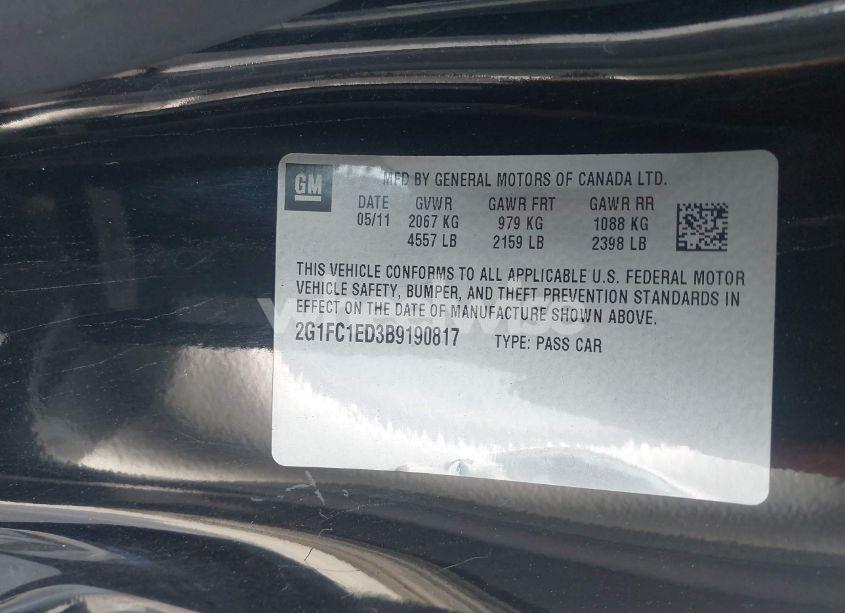 GM
MFD BY GENERAL MOTORS OF CANADA LTD.
DATE GVWR GAWR FRT GAWR RR
05/11 2067 KG 979 KG 1088 KG
4557 LB 2159 LB 2398 LB
THIS VEHICLE CONFORMS TO ALL APPLICABLE U.S. FEDERAL MOTOR
VEHICLE SAFETY, BUMPER, AND THEFT PREVENTION STANDARDS IN
EFFECT ON THE DATE OF MANUFACTURE SHOWN ABOVE.
2G1FC1ED3B9190817 TYPE: PASS CAR